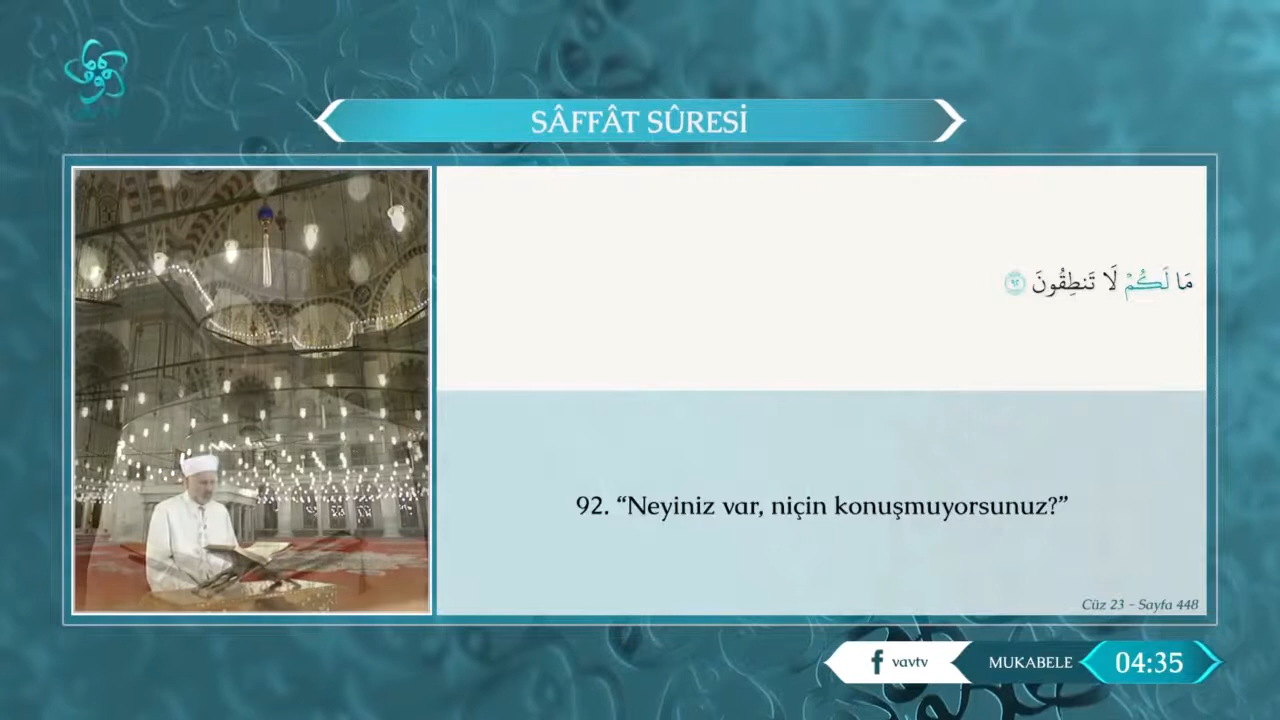 SÂFFÂT SÛRESİ
مَا لَكُمْ لَا تَنطِقُونَ ٩٢
92. “Neyiniz var, niçin konuşmuyorsunuz?”
Cüz 23 - Sayfa 448
vavtv
MUKABELE
04:35